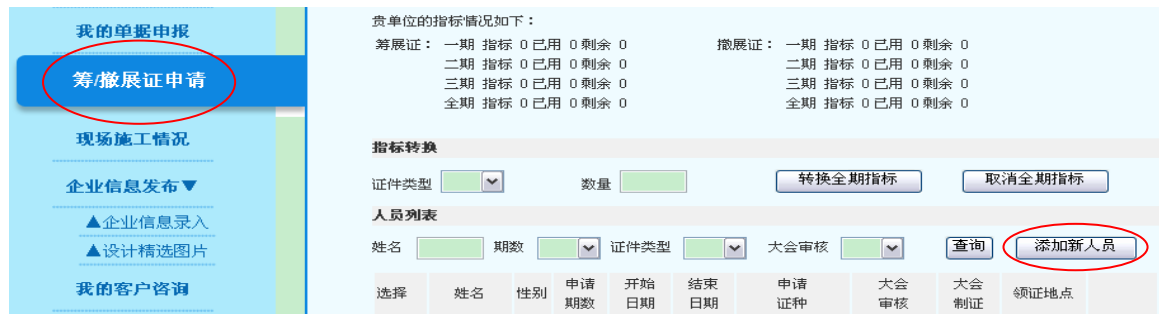 我的单据申报
筹/撤展证申请
现场施工情况
企业信息发布▼
▲企业信息录入
▲设计精选图片
我的客户咨询
贵单位的指标情况如下：
筹展证： 一期 指标 0 已用 0 剩余 0 撤展证： 一期 指标 0 已用 0 剩余 0
二期 指标 0 已用 0 剩余 0 二期 指标 0 已用 0 剩余 0
三期 指标 0 已用 0 剩余 0 三期 指标 0 已用 0 剩余 0
全期 指标 0 已用 0 剩余 0 全期 指标 0 已用 0 剩余 0
指标转换
证件类型 数量 转换全期指标 取消全期指标
人员列表
姓名 期数 证件类型 大会审核 查询 添加新人员
选择 姓名 性别 申请期数 开始日期 结束日期 申请证种 大会审核 大会制证 领证地点